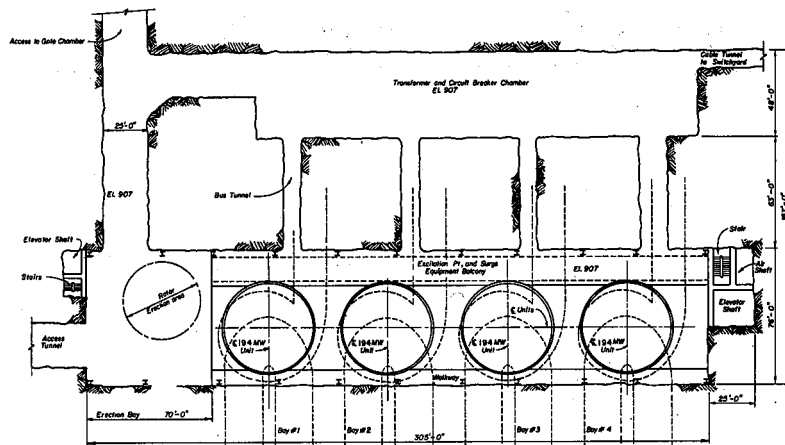 Access to Gate Chamber
Cable Tunnel
to Switchyard
Transformer and Circuit Breaker Chamber
EL 907
48'-0"
25'-0"
Bus Tunnel
63'-0"
EL 907
Elevator Shaft
Stairs
Rotor
Erection area
Excitation Pt, and Surge
Equipment Balcony
EL 907
Stair
Air
Shaft
Elevator
Shaft
76'-0"
Access
Tunnel
℄ 194 MW
Unit
℄ 194 MW
Unit
℄ Units
℄ 194 MW
Unit
℄ 194 MW
Unit
Walkway
Erection Bay
70'-0"
25'-0"
Bay #1
Bay #2
Bay #3
Bay #4
305'-0"